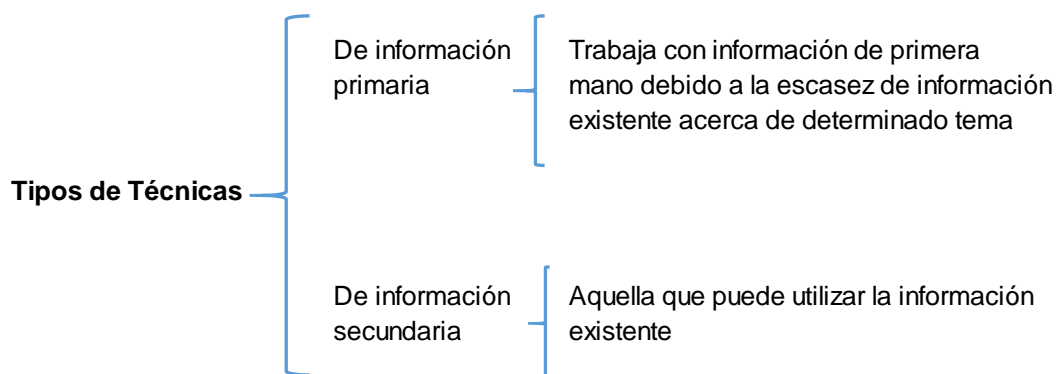 De información
primaria
Trabaja con información de primera
mano debido a la escasez de información
existente acerca de determinado tema
Tipos de Técnicas
De información
secundaria
Aquella que puede utilizar la información
existente